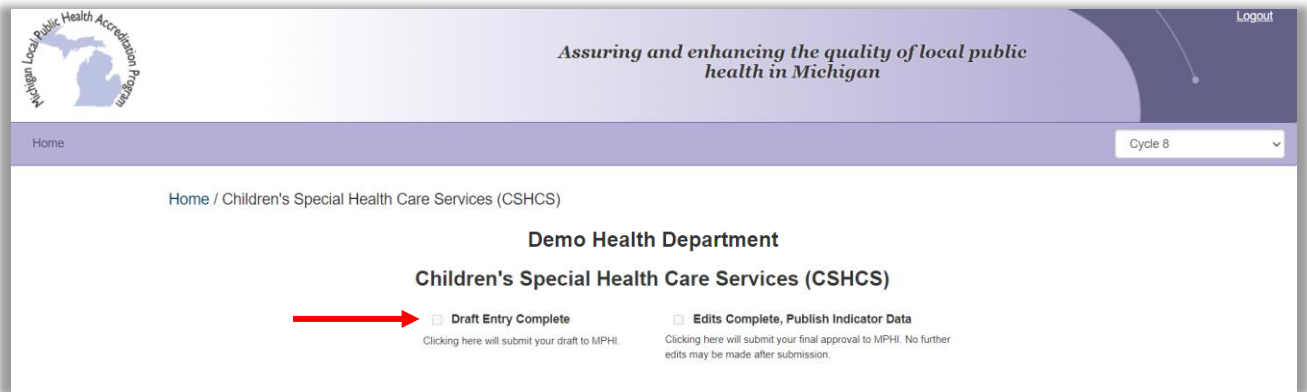 Michigan Local Public Health Accreditation Program
Logout
Assuring and enhancing the quality of local public
health in Michigan
Home
Cycle 8
Home / Children's Special Health Care Services (CSHCS)
Demo Health Department
Children's Special Health Care Services (CSHCS)
Draft Entry Complete
Clicking here will submit your draft to MPHI.
Edits Complete, Publish Indicator Data
Clicking here will submit your final approval to MPHI. No further
edits may be made after submission.